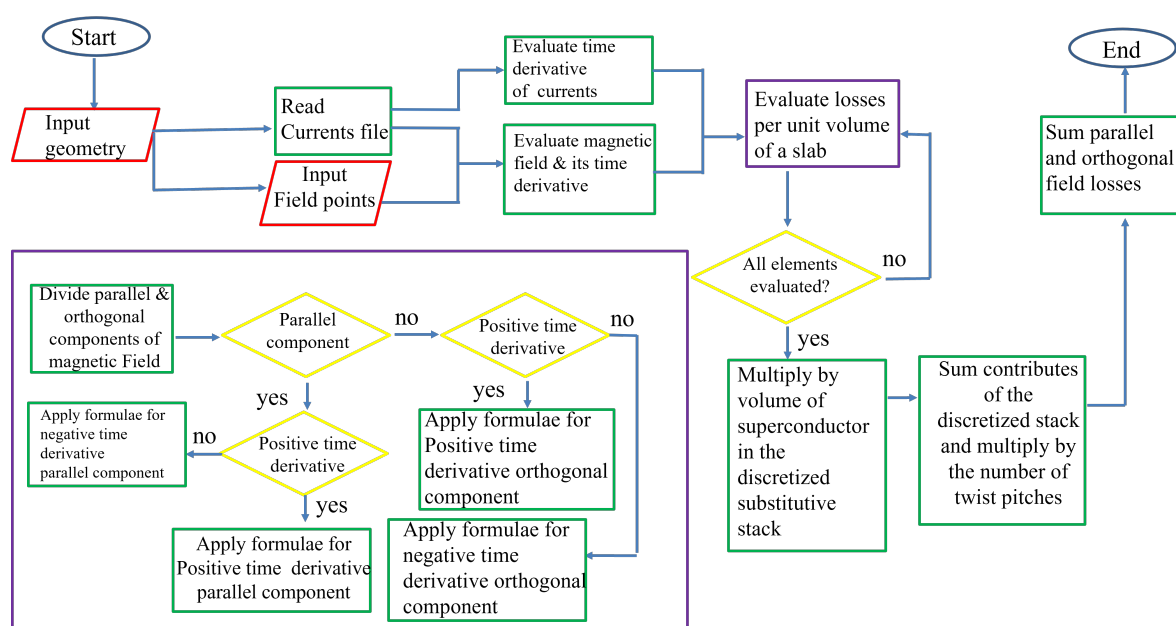 Start
Input
geometry
Read
Currents file
Input
Field points
Evaluate time
derivative
of currents
Evaluate magnetic
field & its time
derivative
Evaluate losses
per unit volume
of a slab
All elements
evaluated?
no
yes
Multiply by
volume of
superconductor
in the
discretized
substitutive
stack
Sum contributes
of the
discretized stack
and multiply by
the number of
twist pitches
Sum parallel
and orthogonal
field losses
End
Divide parallel &
orthogonal
components of
magnetic Field
Parallel
component
no
Positive time
derivative
no
yes
yes
Apply formulae for
negative time
derivative
parallel component
no
Positive time
derivative
yes
Apply formulae for
Positive time derivative
parallel component
Apply formulae for
Positive time
derivative orthogonal
component
Apply formulae for
negative time
derivative orthogonal
component